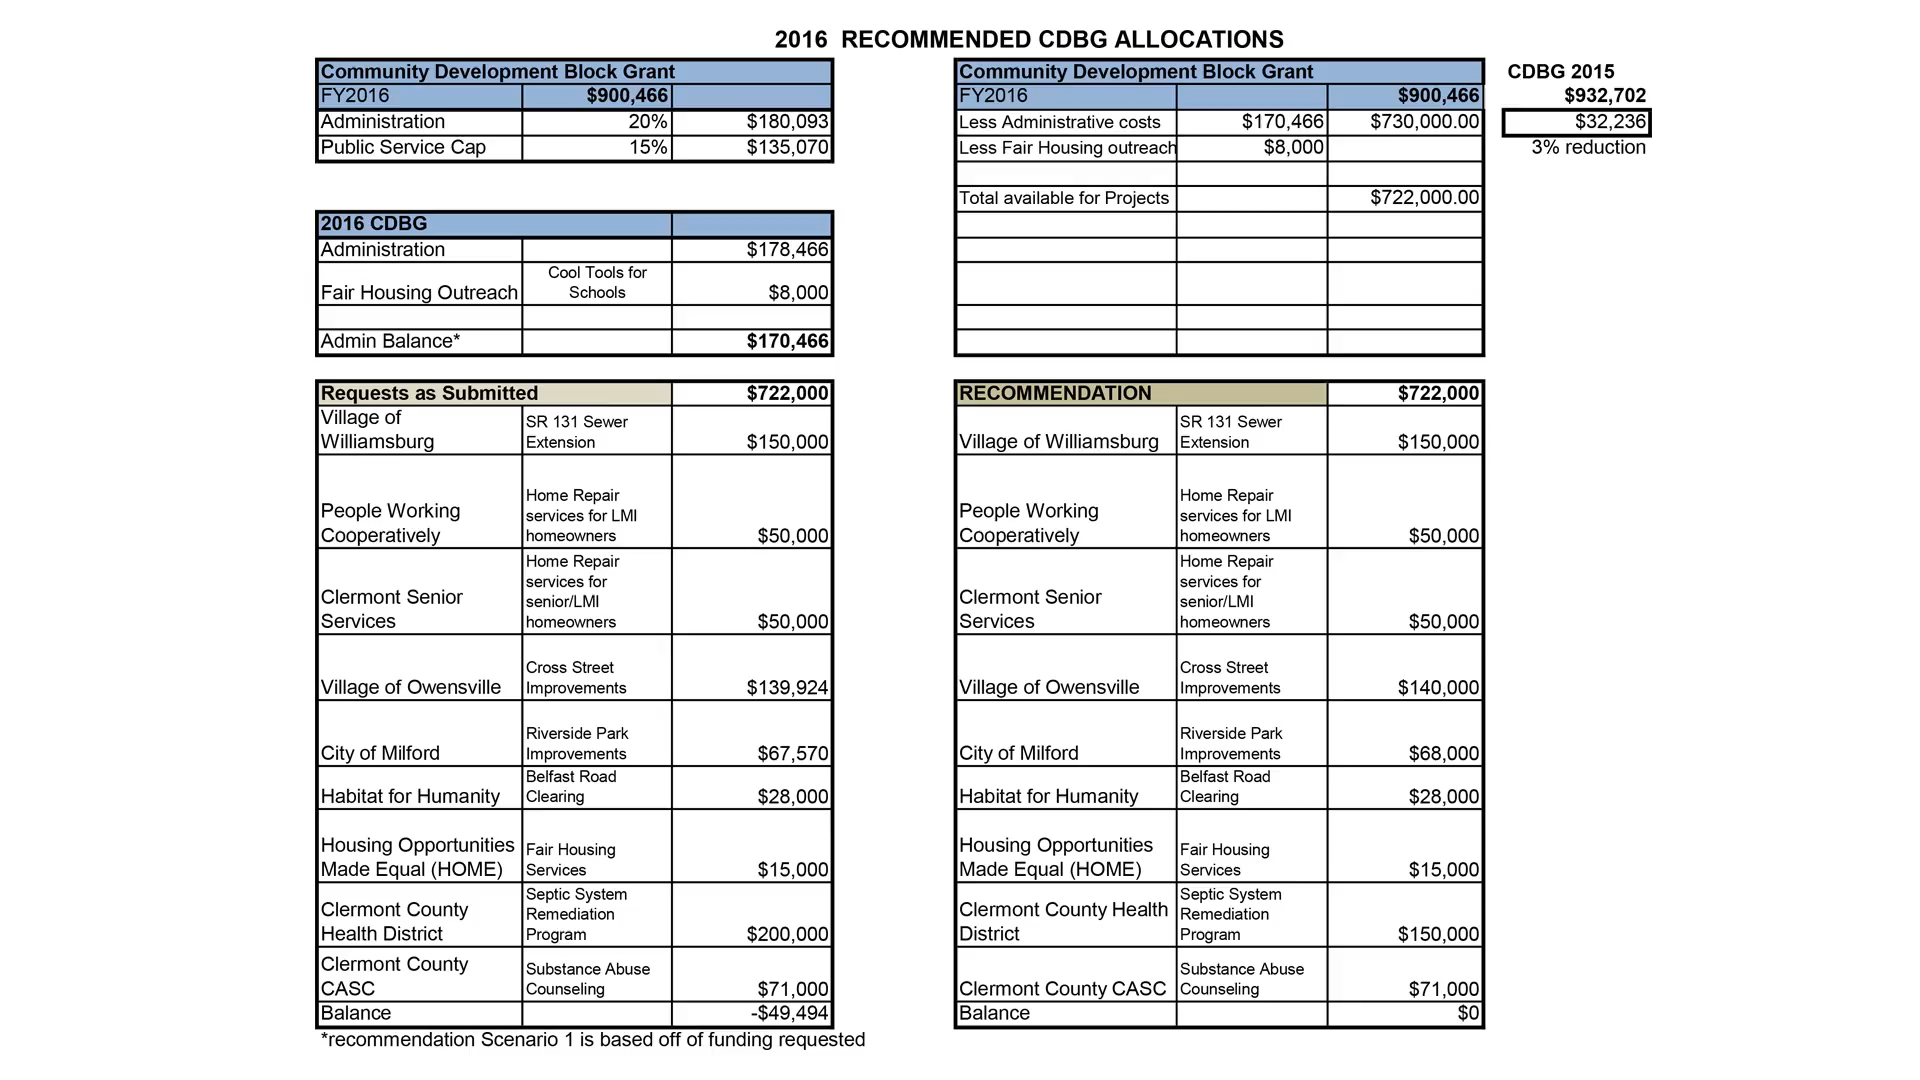 2016 RECOMMENDED CDBG ALLOCATIONS
Community Development Block Grant
FY2016 $900,466
Administration 20% $180,093
Public Service Cap 15% $135,070
Community Development Block Grant
FY2016 $900,466
Less Administrative costs $170,466 $730,000.00
Less Fair Housing outreach $8,000
Total available for Projects $722,000.00
CDBG 2015
$932,702
$32,236
3% reduction
2016 CDBG
Administration $178,466
Cool Tools for
Fair Housing Outreach Schools $8,000
Admin Balance* $170,466
Requests as Submitted $722,000
Village of
Williamsburg
SR 131 Sewer
Extension
$150,000
People Working
Cooperatively
Home Repair
services for LMI
homeowners
$50,000
Clermont Senior
Services
Home Repair
services for
senior/LMI
homeowners
$50,000
Village of Owensville
Cross Street
Improvements
$139,924
City of Milford
Riverside Park
Improvements
$67,570
Habitat for Humanity
Belfast Road
Clearing
$28,000
Housing Opportunities
Made Equal (HOME)
Fair Housing
Services
$15,000
Clermont County
Health District
Septic System
Remediation
Program
$200,000
Clermont County
CASC
Substance Abuse
Counseling
$71,000
Balance -$49,494
*recommendation Scenario 1 is based off of funding requested
RECOMMENDATION $722,000
Village of Williamsburg
SR 131 Sewer
Extension
$150,000
People Working
Cooperatively
Home Repair
services for LMI
homeowners
$50,000
Clermont Senior
Services
Home Repair
services for
senior/LMI
homeowners
$50,000
Village of Owensville
Cross Street
Improvements
$140,000
City of Milford
Riverside Park
Improvements
$68,000
Habitat for Humanity
Belfast Road
Clearing
$28,000
Housing Opportunities
Made Equal (HOME)
Fair Housing
Services
$15,000
Clermont County Health
District
Septic System
Remediation
Program
$150,000
Clermont County CASC
Substance Abuse
Counseling
$71,000
Balance $0